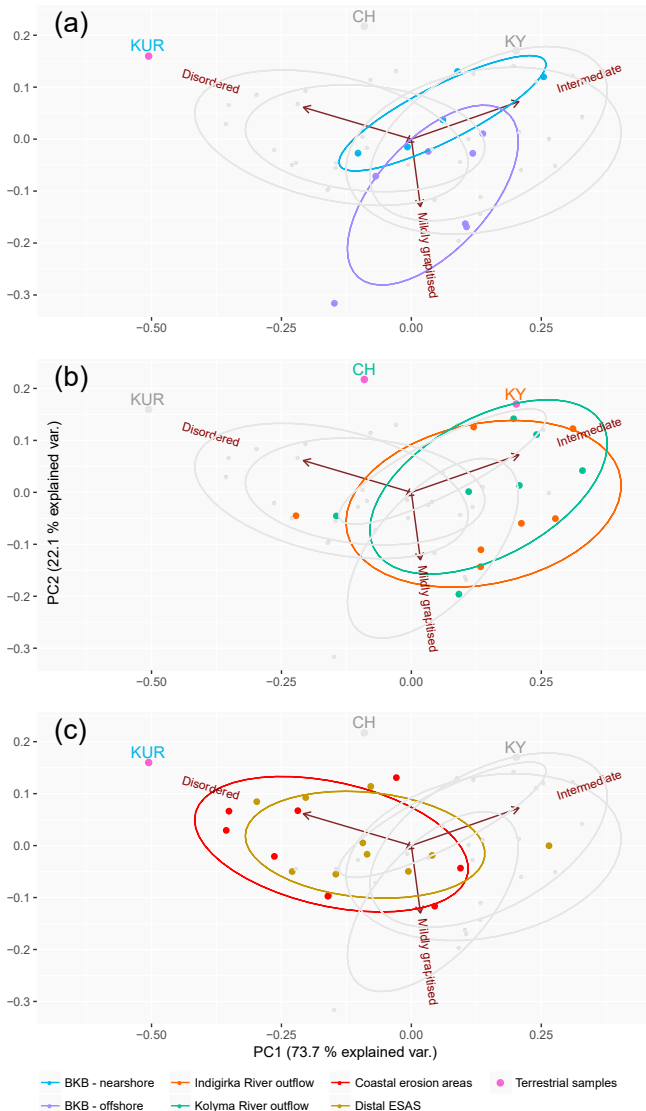 (a)
CH
KUR
KY
Disordered
Intermediate
Mildly grapitised
0.2
0.1
0.0
−0.1
−0.2
−0.3
−0.50
−0.25
0.00
0.25
(b)
CH
KUR
KY
Disordered
Intermediate
Mildly grapitised
PC2 (22.1 % explained var.)
0.2
0.1
0.0
−0.1
−0.2
−0.3
−0.50
−0.25
0.00
0.25
(c)
CH
KUR
KY
Disordered
Intermediate
Mildly grapitised
0.2
0.1
0.0
−0.1
−0.2
−0.3
−0.50
−0.25
0.00
0.25
PC1 (73.7 % explained var.)
BKB - nearshore
Indigirka River outflow
Coastal erosion areas
Terrestrial samples
BKB - offshore
Kolyma River outflow
Distal ESAS